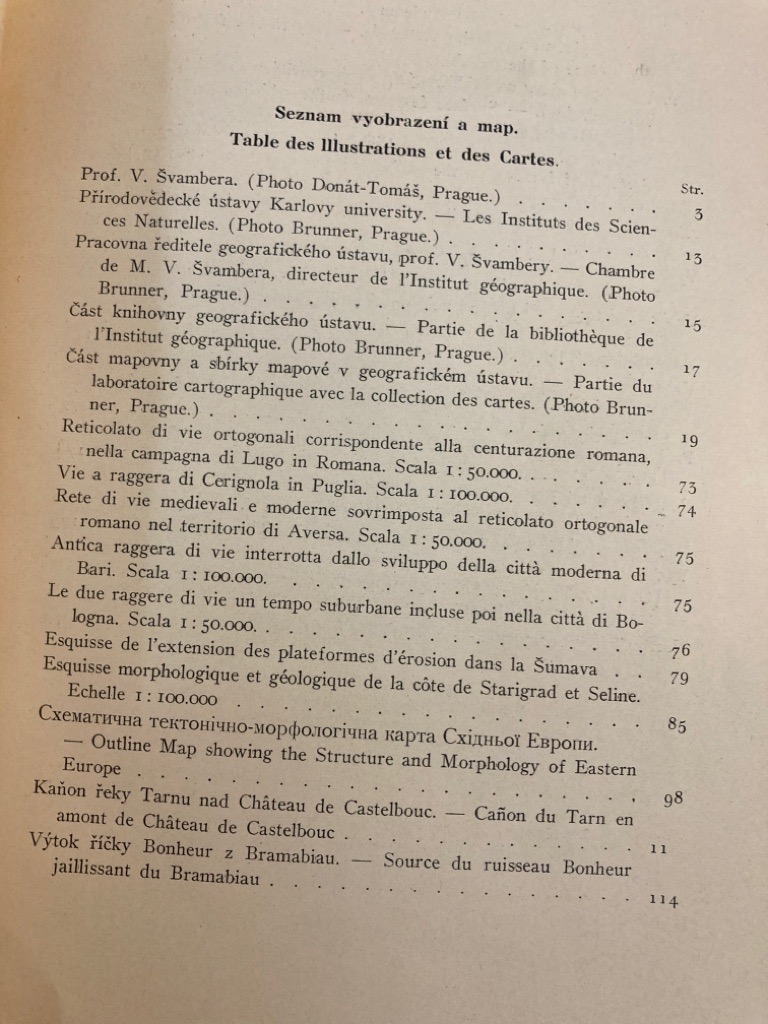 Seznam vyobrazení a map.
Table des Illustrations et des Cartes.
Str.
Prof. V. Švambera. (Photo Donát-Tomáš, Prague.) . . . . . . 3
Přírodovědecké ústavy Karlovy university. — Les Instituts des Scien-
ces Naturelles. (Photo Brunner, Prague.) . . . . . . . . 13
Pracovna ředitele geografického ústavu, prof. V. Švambery. — Chambre
de M. V. Švambera, directeur de l'Institut géographique. (Photo
Brunner, Prague.) . . . . . . . . . . . . . . . 15
Část knihovny geografického ústavu. — Partie de la bibliothèque de
l'Institut géographique. (Photo Brunner, Prague.) . . . . . . 17
Část mapovny a sbírky mapové v geografickém ústavu. — Partie du
laboratoire cartographique avec la collection des cartes. (Photo Brun-
ner, Prague.) . . . . . . . . . . . . . . . . . 19
Reticolato di vie ortogonali corrispondente alla centurazione romana,
nella campagna di Lugo in Romana. Scala 1 : 50.000. . . . . . 73
Vie a raggera di Cerignola in Puglia. Scala 1 : 100.000. . . . . . 74
Rete di vie medievali e moderne sovrimposta al reticolato ortogonale
romano nel territorio di Aversa. Scala 1 : 50.000. . . . . . . 75
Antica raggera di vie interrotta dallo sviluppo della città moderna di
Bari. Scala 1 : 100.000. . . . . . . . . . . . . . . 75
Le due raggere di vie un tempo suburbane incluse poi nella città di Bo-
logna. Scala 1 : 50.000. . . . . . . . . . . . . . . 76
Esquisse de l'extension des plateformes d'érosion dans la Šumava . . 79
Esquisse morphologique et géologique de la côte de Starigrad et Seline.
Echelle 1 : 100.000 . . . . . . . . . . . . . . . 85
Схематична тектонічно-морфологічна карта Східньої Европи.
— Outline Map showing the Structure and Morphology of Eastern
Europe . . . . . . . . . . . . . . . . . . . 98
Kaňon řeky Tarnu nad Château de Castelbouc. — Cañon du Tarn en
amont de Château de Castelbouc . . . . . . . . . . . 11
Výtok říčky Bonheur z Bramabiau. — Source du ruisseau Bonheur
jaillissant du Bramabiau . . . . . . . . . . . . . . 114